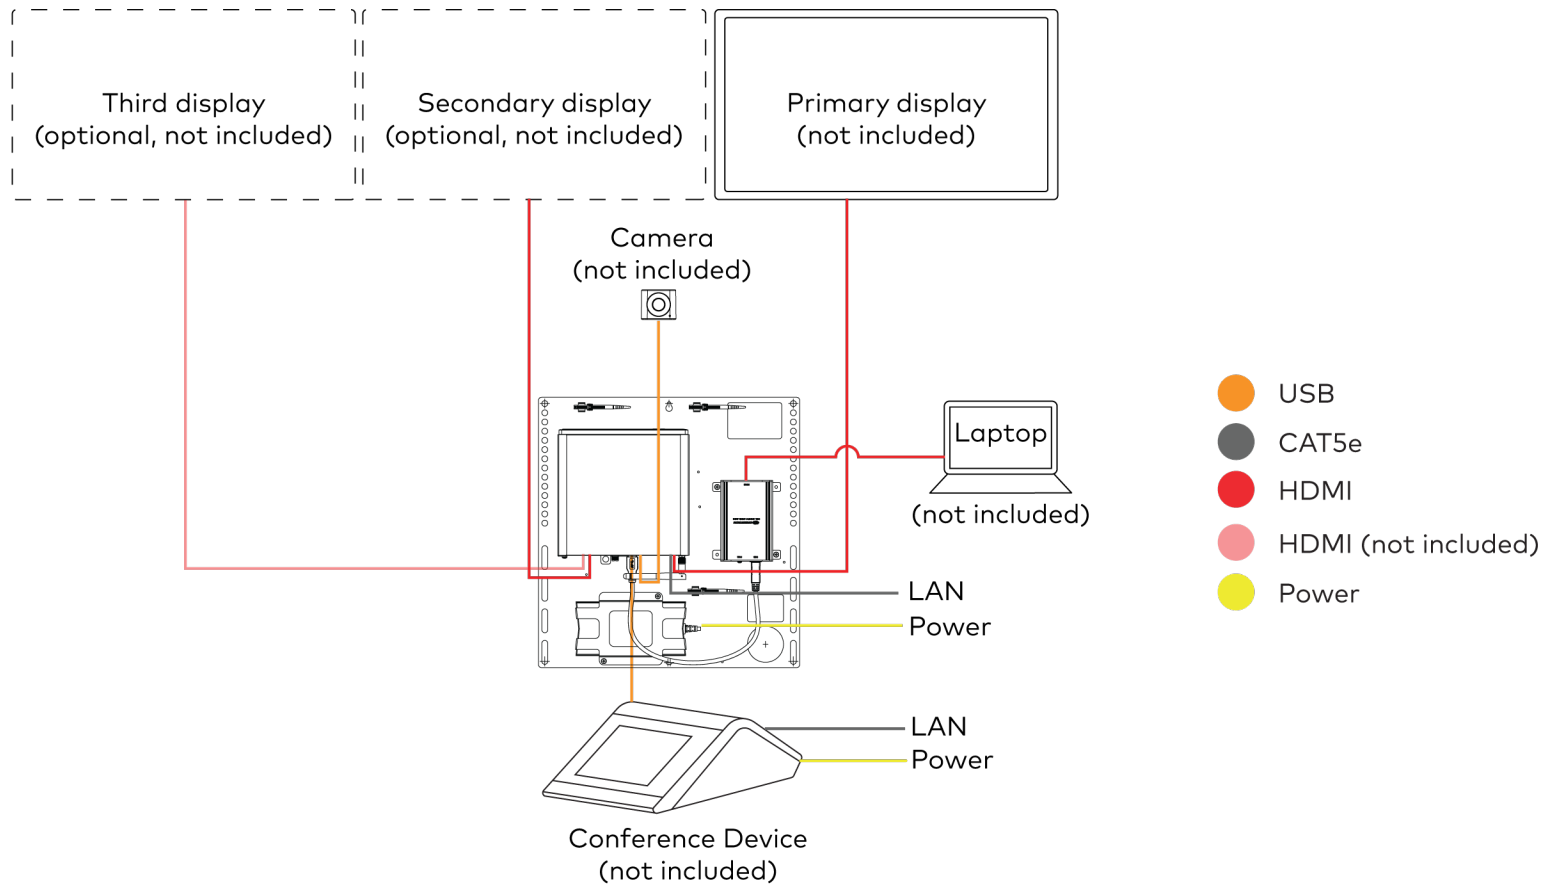 Third display
(optional, not included)
Secondary display
(optional, not included)
Primary display
(not included)
Camera
(not included)
Laptop
(not included)
LAN
Power
LAN
Power
Conference Device
(not included)
USB
CAT5e
HDMI
HDMI (not included)
Power